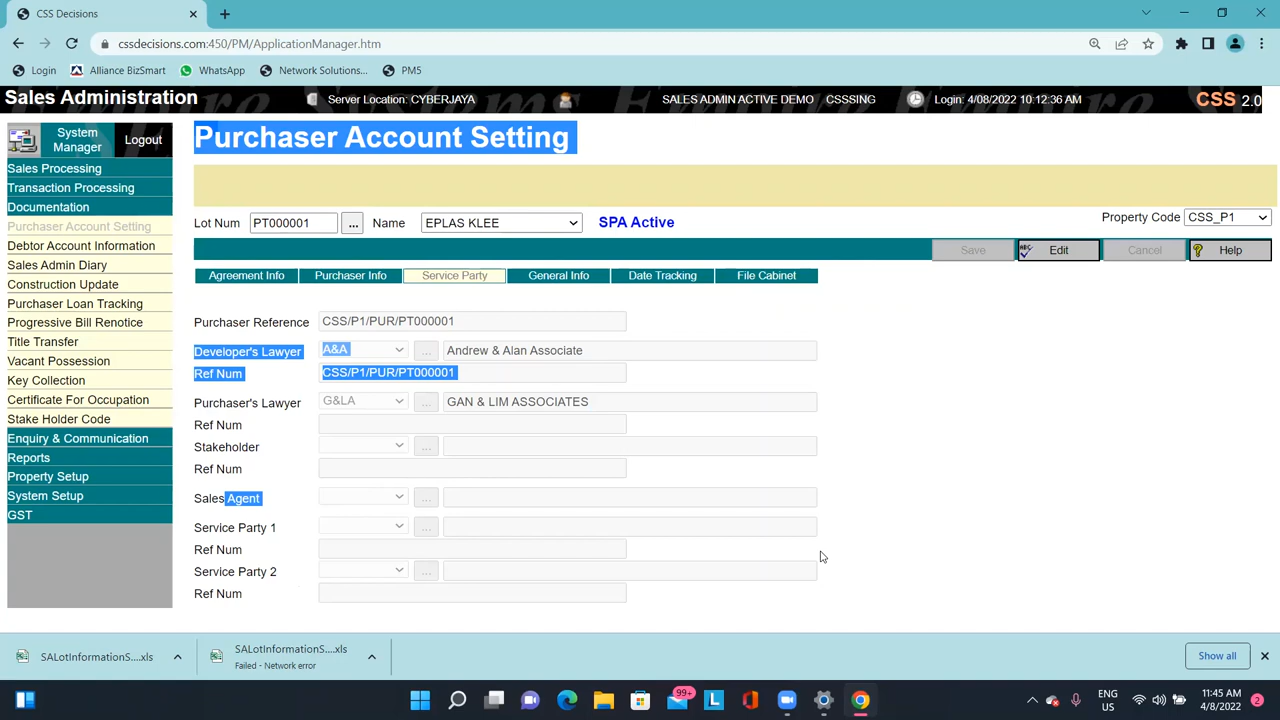 CSS Decisions
cssdecisions.com:450/PM/ApplicationManager.htm
Login
Alliance BizSmart
WhatsApp
Network Solutions...
PM5
Sales Administration
Server Location: CYBERJAYA
SALES ADMIN ACTIVE DEMO
CSSSING
Login: 4/08/2022 10:12:36 AM
CSS 2.0
System Manager
Logout
Sales Processing
Transaction Processing
Documentation
Purchaser Account Setting
Debtor Account Information
Sales Admin Diary
Construction Update
Purchaser Loan Tracking
Progressive Bill Renotice
Title Transfer
Vacant Possession
Key Collection
Certificate For Occupation
Stake Holder Code
Enquiry & Communication
Reports
Property Setup
System Setup
GST
Purchaser Account Setting
Lot Num PT000001 ... Name EPLAS KLEE SPA Active
Property Code CSS_P1
Save
ABC Edit
Cancel
? Help
Agreement Info
Purchaser Info
Service Party
General Info
Date Tracking
File Cabinet
Purchaser Reference CSS/P1/PUR/PT000001
Developer's Lawyer A&A ... Andrew & Alan Associate
Ref Num CSS/P1/PUR/PT000001
Purchaser's Lawyer G&LA ... GAN & LIM ASSOCIATES
Ref Num
Stakeholder ...
Ref Num
Sales Agent ...
Service Party 1 ...
Ref Num
Service Party 2 ...
Ref Num
SALotInformationS....xls
SALotInformationS....xls
Failed - Network error
Show all
99+
L
ENG
US
11:45 AM
4/8/2022
2